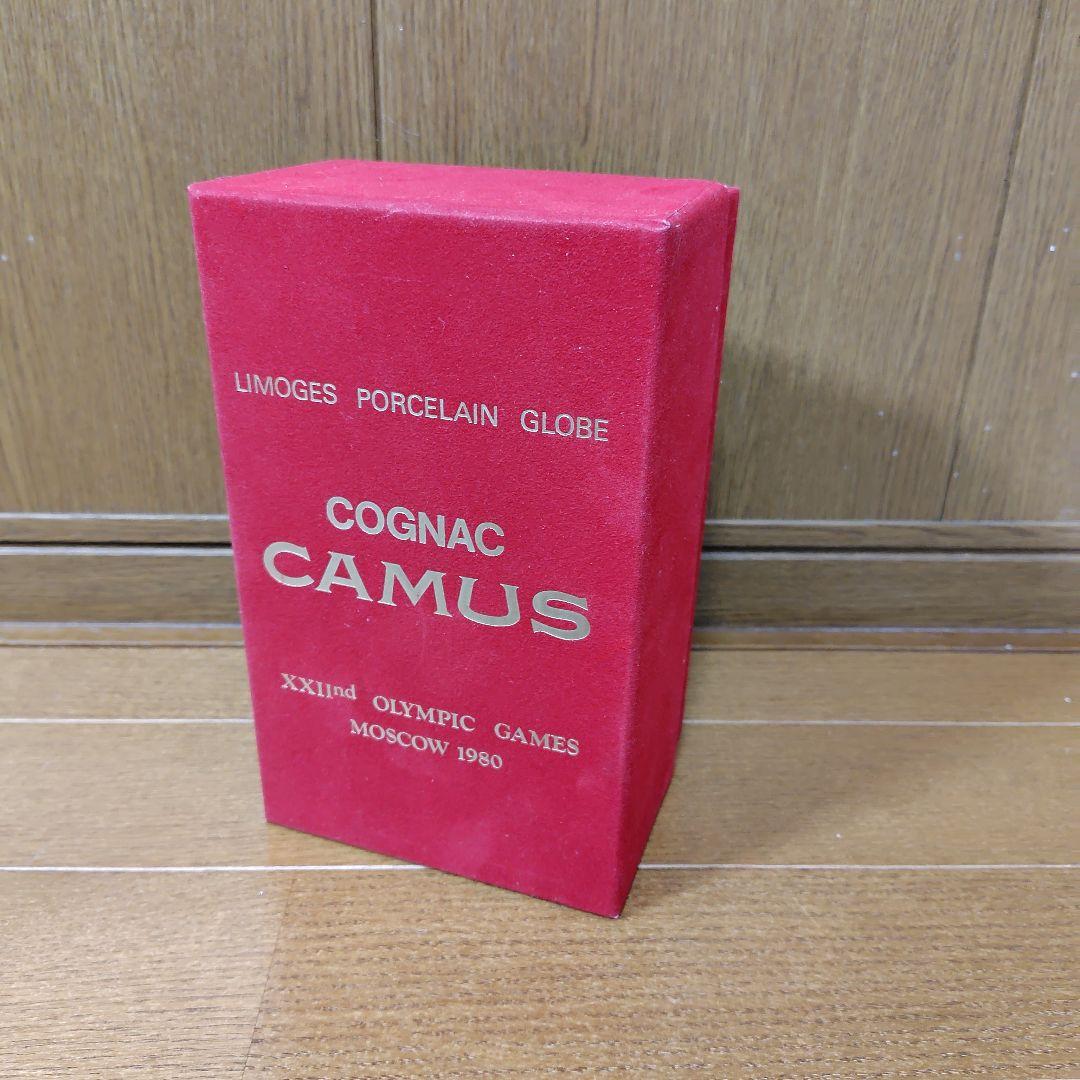 LIMOGES PORCELAIN GLOBE
COGNAC
CAMUS
XXIInd OLYMPIC GAMES
MOSCOW 1980